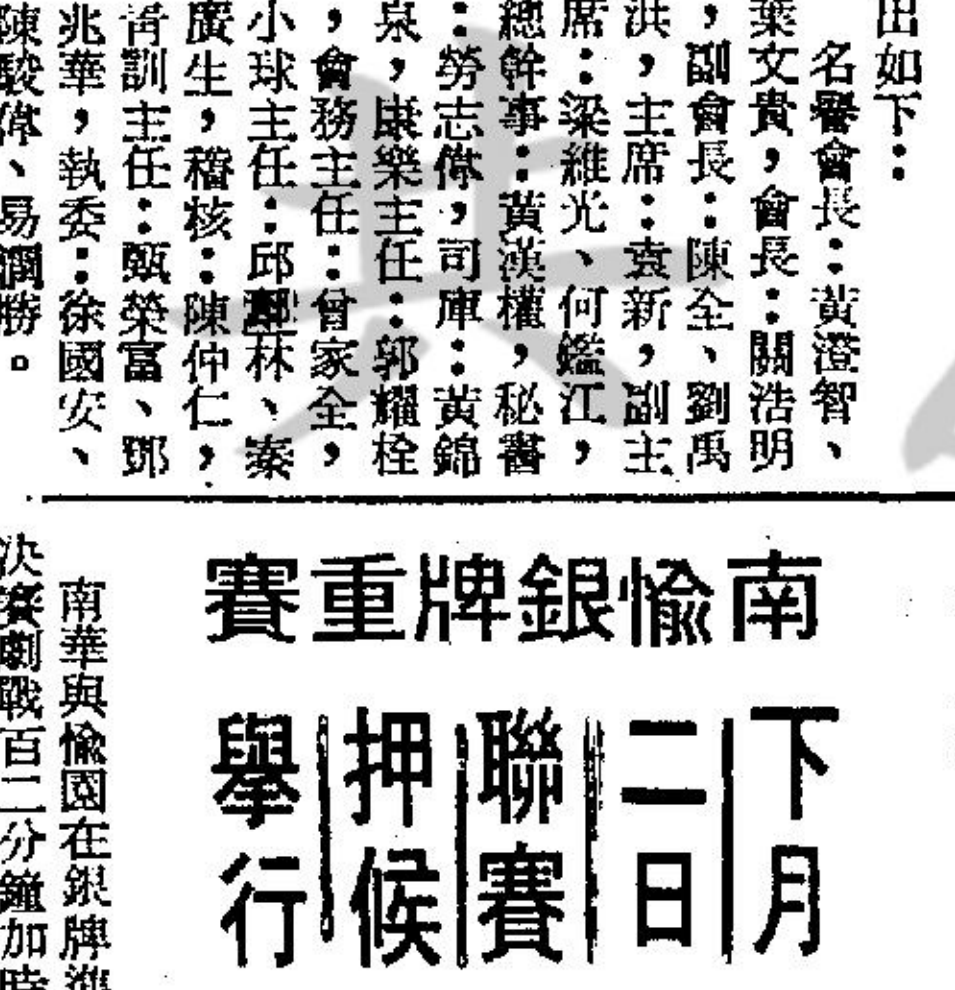 出如下：
名譽會長：黃澄智、
葉文貴，會長：關浩明
，副會長：陳全、劉禹
洪，主席：袁新，副主
席：梁維光、何鑑江，
總幹事：黃漢權，秘書
：勞志偉，司庫：黃錦
泉，康樂主任：郭耀栓
，會務主任：曾家全，
小球主任：邱林、秦
廣生，稽核：陳仲仁，
青訓主任：甄榮富、鄧
兆華，執委：徐國安、
陳駿偉、易勝。
南愉銀牌重賽
下月
二日
聯賽
押候
舉行
南華與愉園在銀牌準
決賽劇戰百二分鐘加時